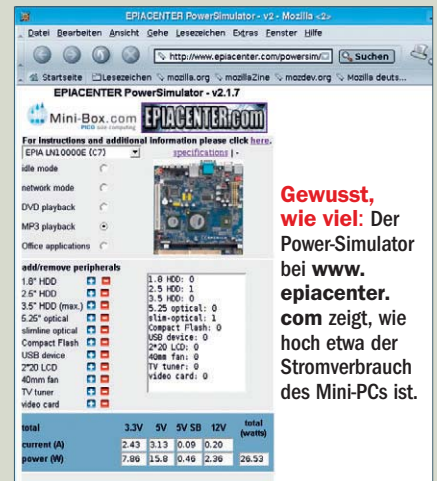 EPIACENTER PowerSimulator - v2 - Mozilla <2>
Datei Bearbeiten Ansicht Gehe Lesezeichen Extras Fenster Hilfe
http://www.epiacenter.com/powersim/ Suchen
Startseite Lesezeichen mozilla.org mozillaZine mozdev.org Mozilla deuts...
EPIACENTER PowerSimulator - v2.1.7
Mini-Box.com
PICO size computing
EPIACENTER.com
For instructions and additional information please click here.
EPIA LN10000E (C7)
specifications | -
idle mode
network mode
DVD playback
MP3 playback
Office applications
add/remove peripherals
1.8" HDD
2.5" HDD
3.5" HDD (max.)
5.25" optical
slimline optical
Compact Flash
USB device
2*20 LCD
40mm fan
TV tuner
video card
1.8 HDD: 0
2.5 HDD: 1
3.5 HDD: 0
5.25 optical: 0
slim-optical: 1
Compact Flash: 0
USB device: 0
2*20 LCD: 0
40mm fan: 0
TV tuner: 0
video card: 0
total 3.3V 5V 5V SB 12V total (watts)
current (A) 2.43 3.13 0.09 0.20
power (W) 7.86 15.8 0.46 2.36 26.53
Gewusst,
wie viel: Der
Power-Simulator
bei www.
epiacenter.
com zeigt, wie
hoch etwa der
Stromverbrauch
des Mini-PCs ist.